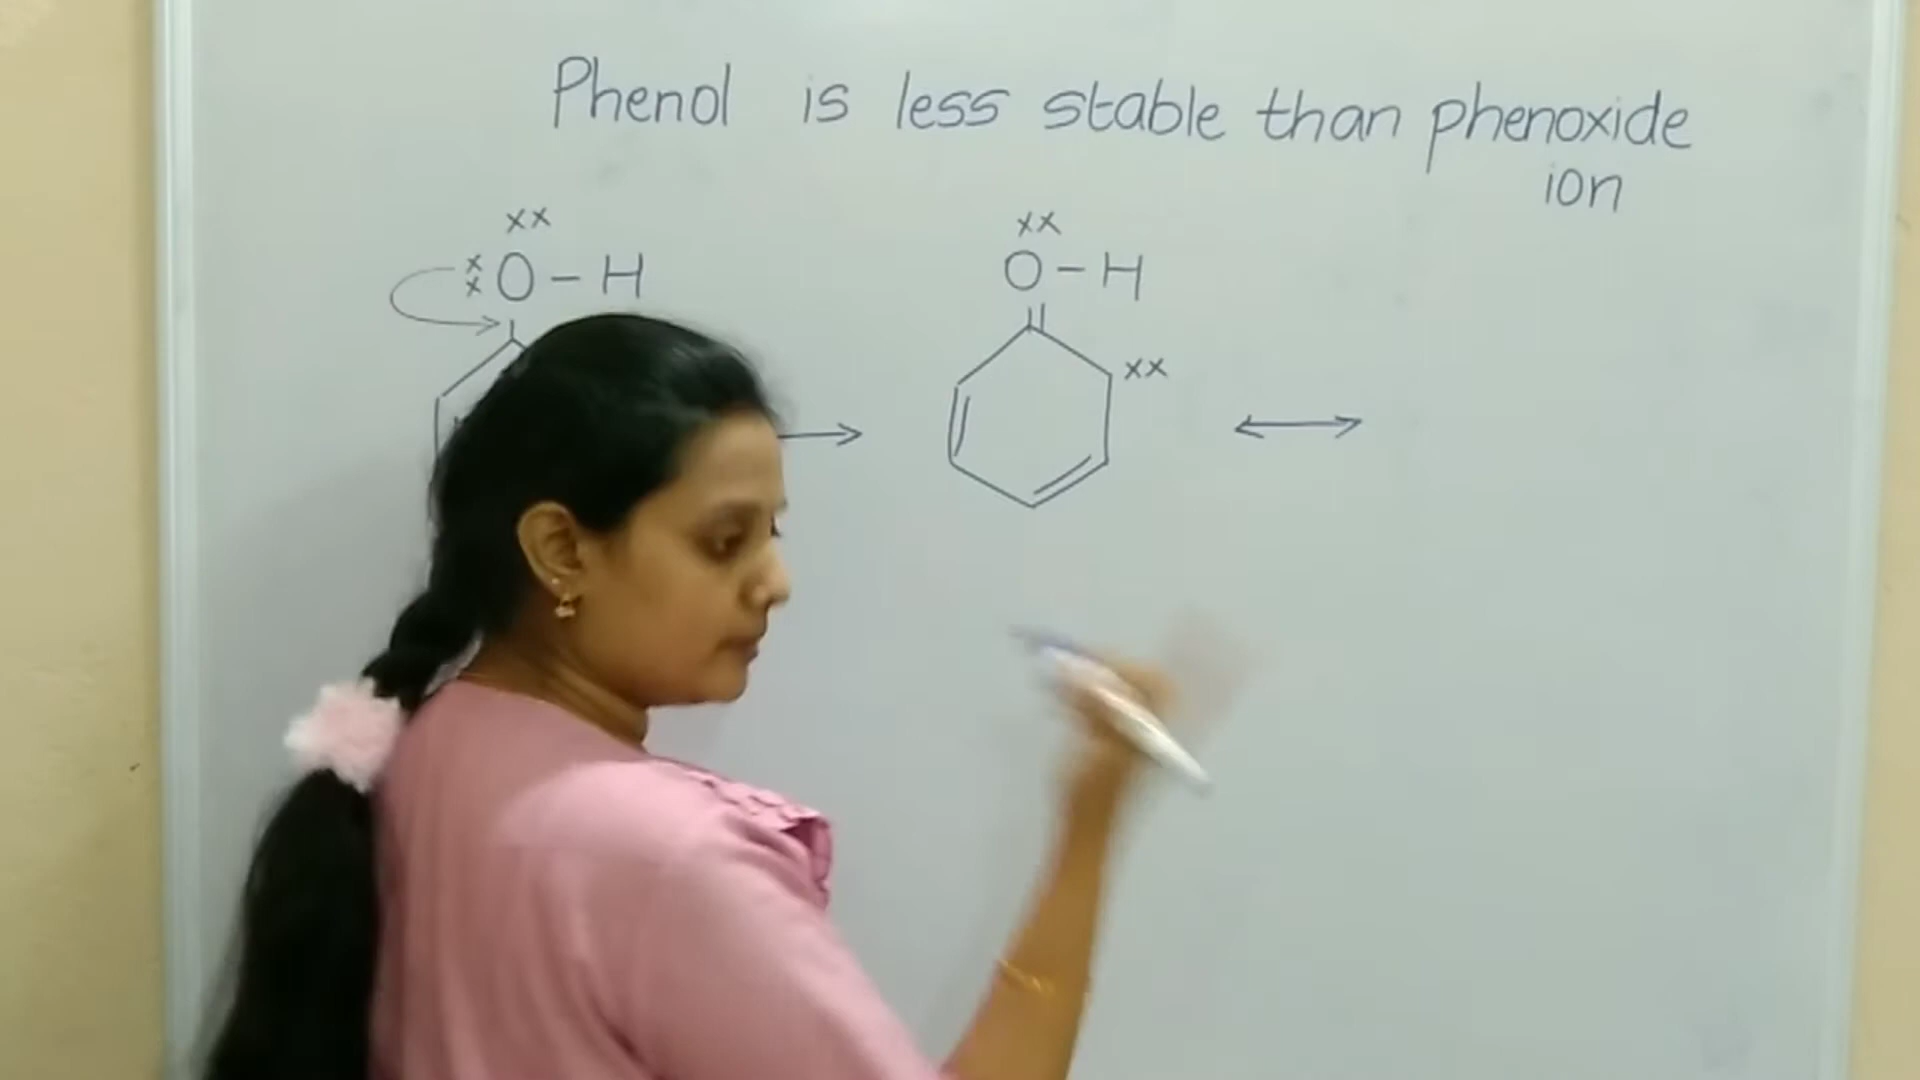 Phenol is less stable than phenoxide
ion
xx
xx
x
x O - H
O - H
xx